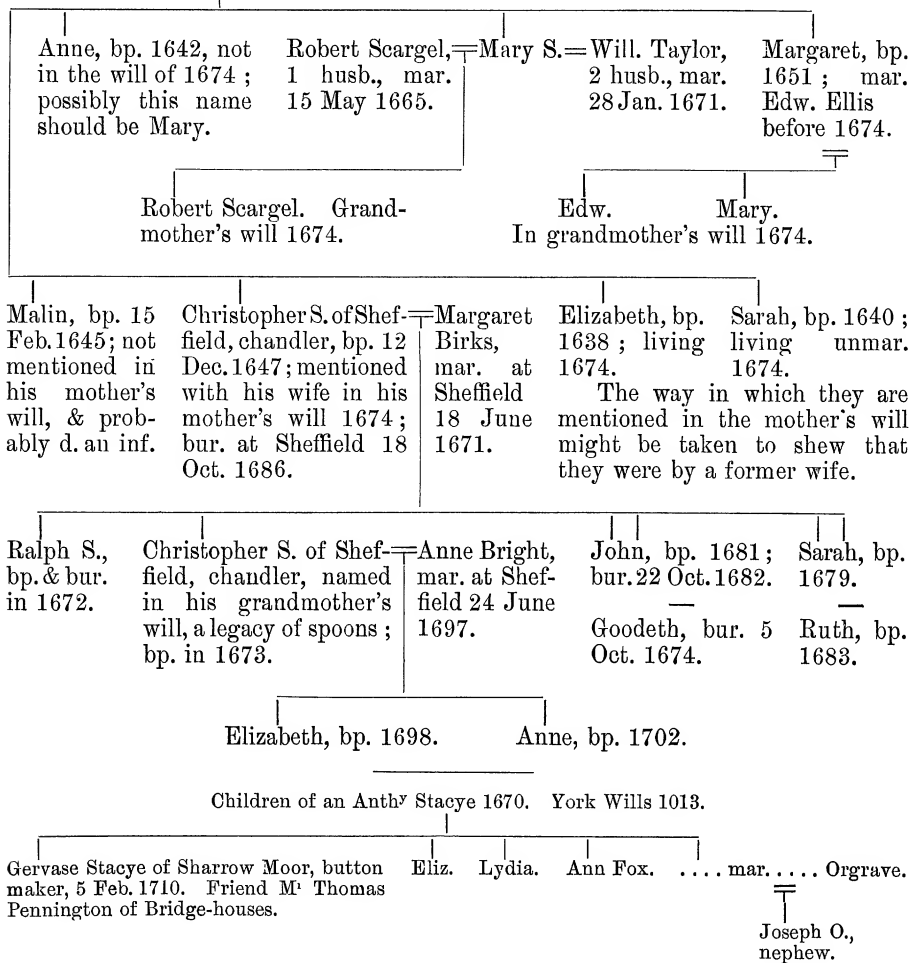 Anne, bp. 1642, not
in the will of 1674 ;
possibly this name
should be Mary.
Robert Scargel,
1 husb., mar.
15 May 1665.
Mary S.
Will. Taylor,
2 husb., mar.
28 Jan. 1671.
Margaret, bp.
1651 ; mar.
Edw. Ellis
before 1674.
Robert Scargel. Grand-
mother's will 1674.
Edw. Mary.
In grandmother's will 1674.
Malin, bp. 15
Feb. 1645; not
mentioned in
his mother's
will, & prob-
ably d. an inf.
Christopher S. of Shef-
field, chandler, bp. 12
Dec. 1647; mentioned
with his wife in his
mother's will 1674;
bur. at Sheffield 18
Oct. 1686.
Margaret
Birks,
mar. at
Sheffield
18 June
1671.
Elizabeth, bp.
1638 ; living
1674.
Sarah, bp. 1640 ;
living unmar.
1674.
The way in which they are
mentioned in the mother's will
might be taken to shew that
they were by a former wife.
Ralph S.,
bp. & bur.
in 1672.
Christopher S. of Shef-
field, chandler, named
in his grandmother's
will, a legacy of spoons ;
bp. in 1673.
Anne Bright,
mar. at Shef-
field 24 June
1697.
John, bp. 1681 ;
bur. 22 Oct. 1682.
—
Goodeth, bur. 5
Oct. 1674.
Sarah, bp.
1679.
—
Ruth, bp.
1683.
Elizabeth, bp. 1698. Anne, bp. 1702.
Children of an Anthy Stacye 1670. York Wills 1013.
Gervase Stacye of Sharrow Moor, button
maker, 5 Feb. 1710. Friend Mr Thomas
Pennington of Bridge-houses.
Eliz. Lydia. Ann Fox. . . . . mar. . . . . Orgrave.
Joseph O.,
nephew.